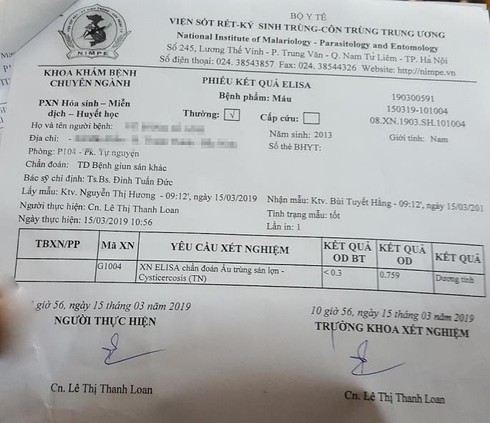 BỘ Y TẾ
VIỆN SỐT RÉT-KÝ SINH TRÙNG-CÔN TRÙNG TRUNG ƯƠNG
National Institute of Malariology - Parasitology and Entomology
Số 245, Lương Thế Vinh - P. Trung Văn - Q. Nam Từ Liêm - TP. Hà Nội
Số điện thoại: 024. 38543857 Fax: 024. 38544326 Website: http://nimpe.vn
NIMPE
KHOA KHÁM BỆNH
CHUYÊN NGÀNH
PHIẾU KẾT QUẢ ELISA
Bệnh phẩm: Máu
190300591
150319-101004
08.XN.1903.SH.101004
PXN Hóa sinh – Miễn
dịch – Huyết học
Thường: √ Cấp cứu:
Họ và tên người bệnh:
Năm sinh: 2013 Giới tính: Nam
Địa chỉ:
Số thẻ BHYT:
Phòng: P104 - Pk. Tự nguyện
Chẩn đoán: TD Bệnh giun sán khác
Bác sỹ chỉ định: Ts.Bs. Đinh Tuấn Đức
Lấy mẫu: Ktv. Nguyễn Thị Hương - 09:12', ngày 15/03/2019 Nhận mẫu: Ktv. Bùi Tuyết Hằng - 09:12', ngày 15/03/201
Người thực hiện: Cn. Lê Thị Thanh Loan Tình trạng mẫu: tốt
Ngày thực hiện: 15/03/2019 10:56 Lần in: 1
TBXN/PP Mã XN YÊU CẦU XÉT NGHIỆM KẾT QUẢ OD BT KẾT QUẢ OD KẾT QUẢ
G1004 XN ELISA chẩn đoán Ấu trùng sán lợn - Cysticercosis (TN) < 0.3 0.759 Dương tính
giờ 56, ngày 15 tháng 03 năm 2019 10 giờ 56, ngày 15 tháng 03 năm 2019
NGƯỜI THỰC HIỆN TRƯỞNG KHOA XÉT NGHIỆM
Cn. Lê Thị Thanh Loan Cn. Lê Thị Thanh Loan